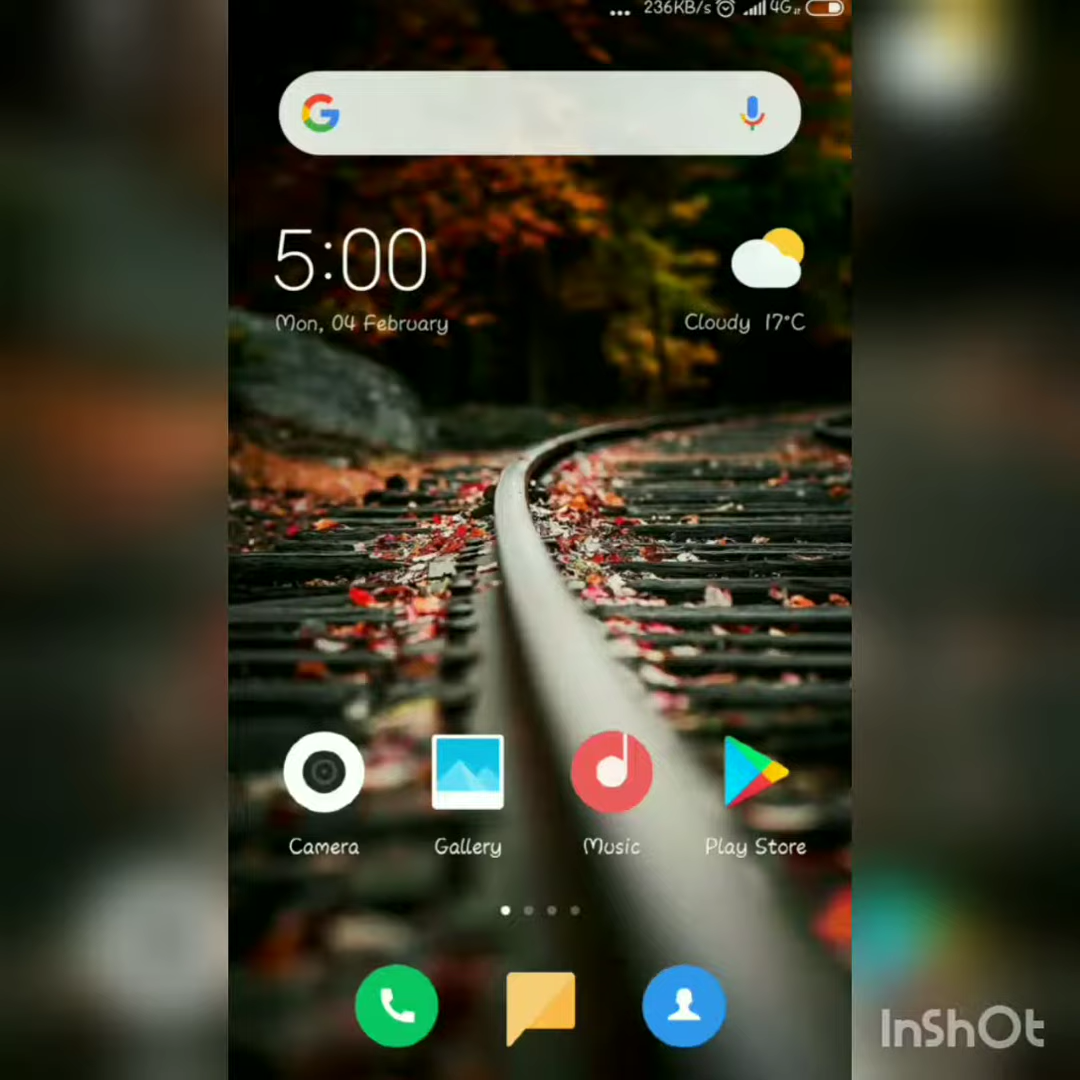 ... 236KB/s 4G
G
5:00
Mon, 04 February
Cloudy 17°C
Camera Gallery Music Play Store
InShOt